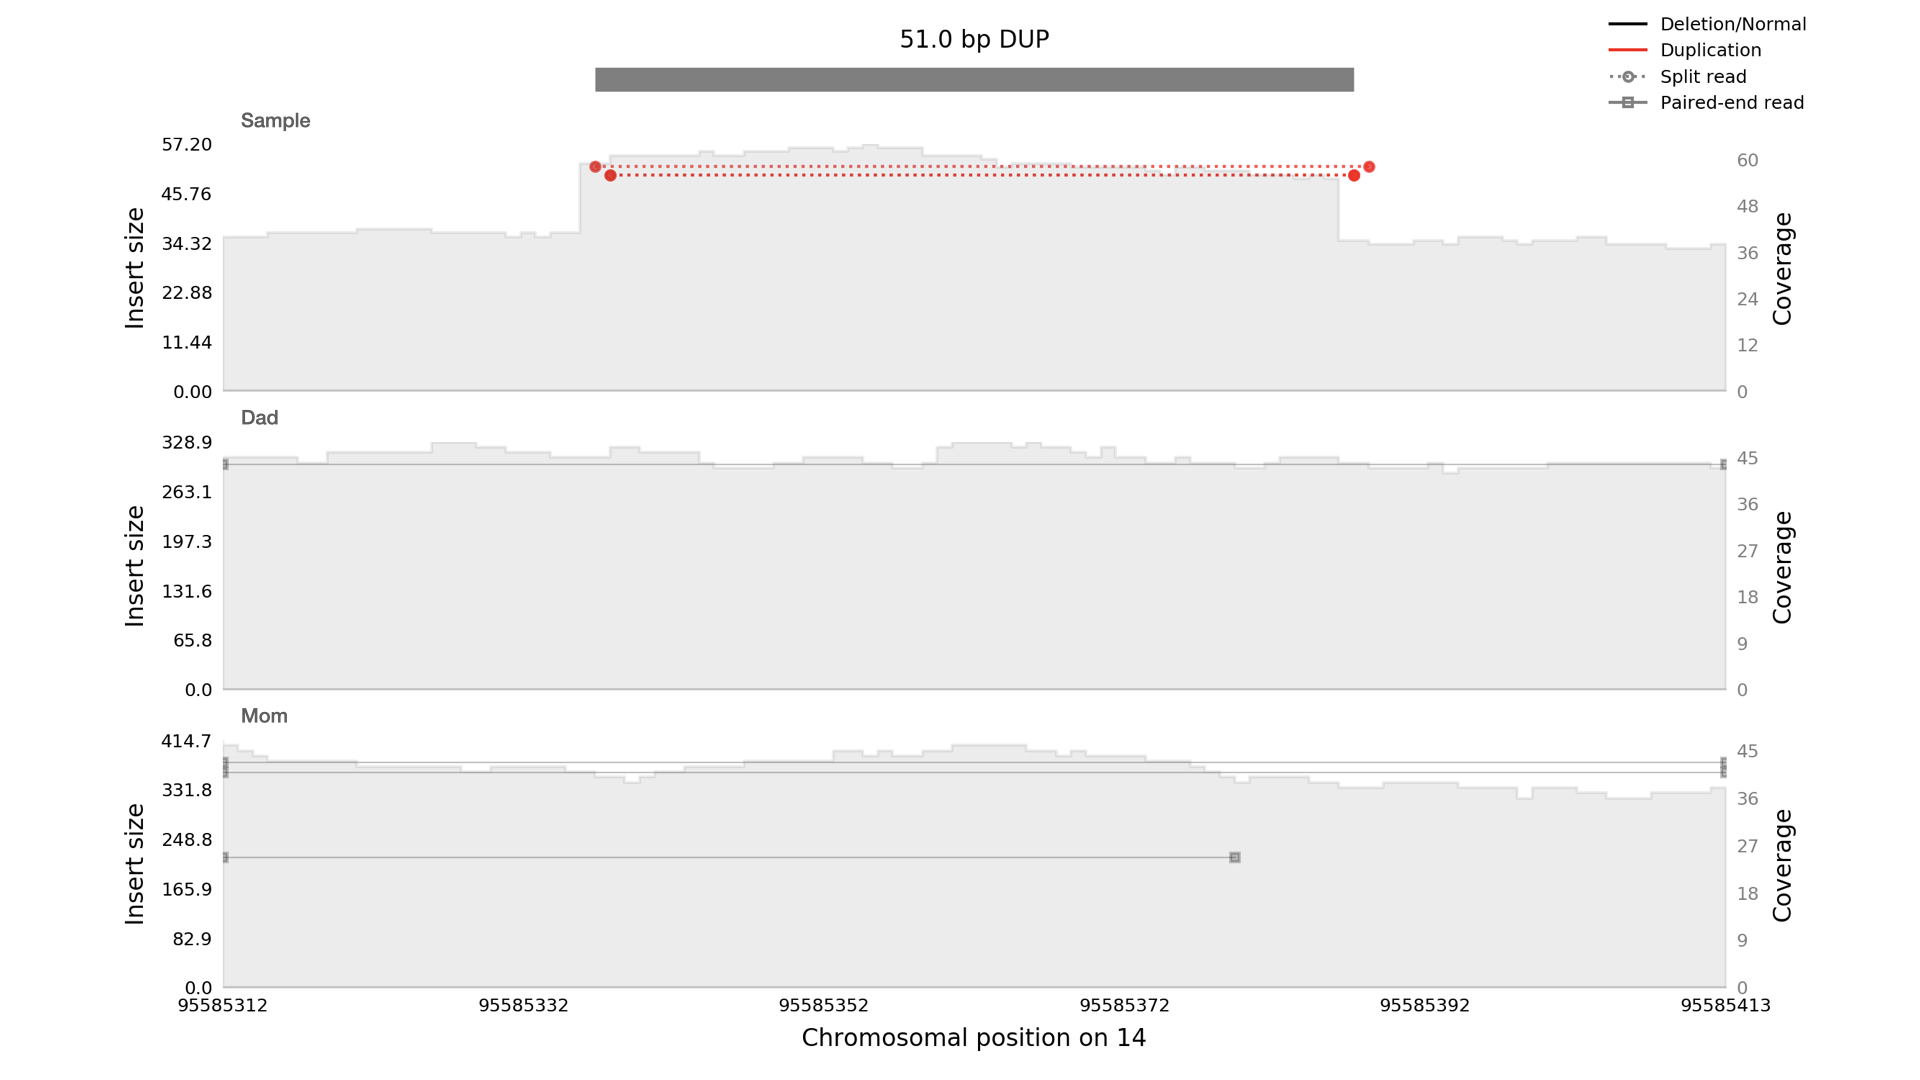 51.0 bp DUP
Deletion/Normal
Duplication
Split read
Paired-end read
Sample
57.20
45.76
34.32
22.88
11.44
0.00
Insert size
60
48
36
24
12
0
Coverage
Dad
328.9
263.1
197.3
131.6
65.8
0.0
Insert size
45
36
27
18
9
0
Coverage
Mom
414.7
331.8
248.8
165.9
82.9
0.0
Insert size
45
36
27
18
9
0
Coverage
95585312 95585332 95585352 95585372 95585392 95585413
Chromosomal position on 14